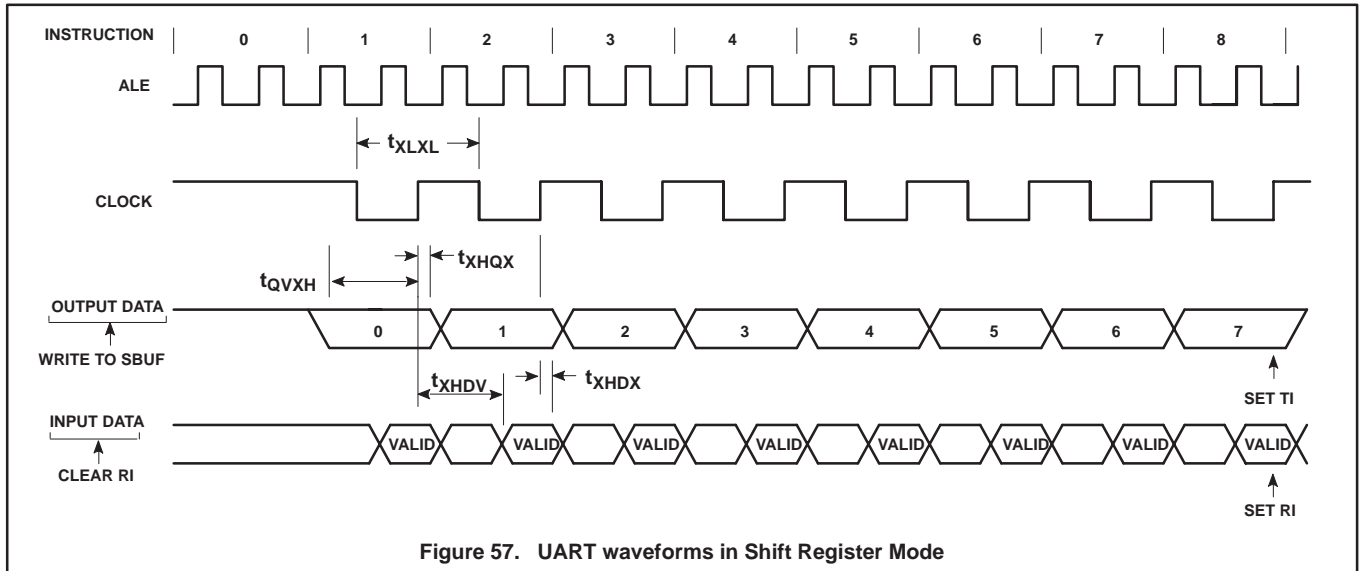 INSTRUCTION 0 1 2 3 4 5 6 7 8
ALE
tXLXL
CLOCK
tXHQX
tQVXH
OUTPUT DATA
0 1 2 3 4 5 6 7
WRITE TO SBUF
tXHDV
tXHDX
SET TI
INPUT DATA
VALID VALID VALID VALID VALID VALID VALID VALID
CLEAR RI
SET RI
Figure 57. UART waveforms in Shift Register Mode